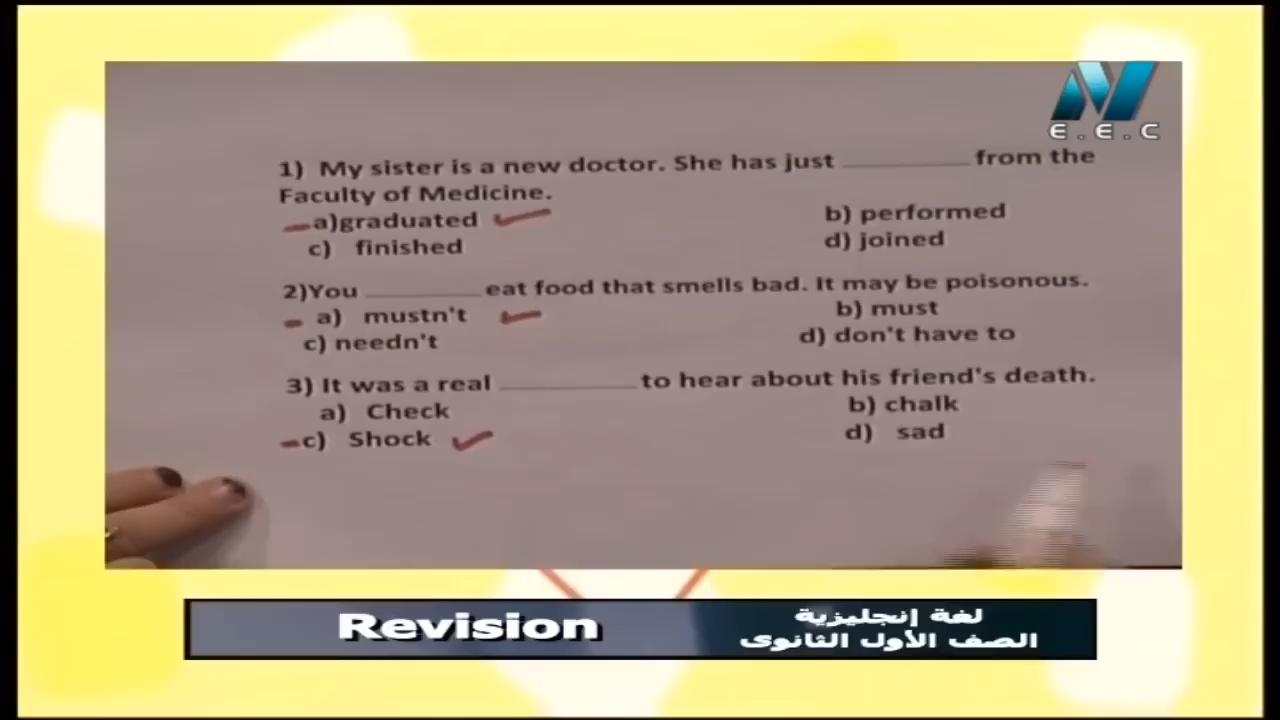 E.E.C
1) My sister is a new doctor. She has just __________ from the
Faculty of Medicine.
a)graduated b) performed
c) finished d) joined
2)You __________ eat food that smells bad. It may be poisonous.
a) mustn't b) must
c) needn't d) don't have to
3) It was a real __________ to hear about his friend's death.
a) Check b) chalk
c) Shock d) sad
Revision
لغة إنجليزية
الصف الأول الثانوى